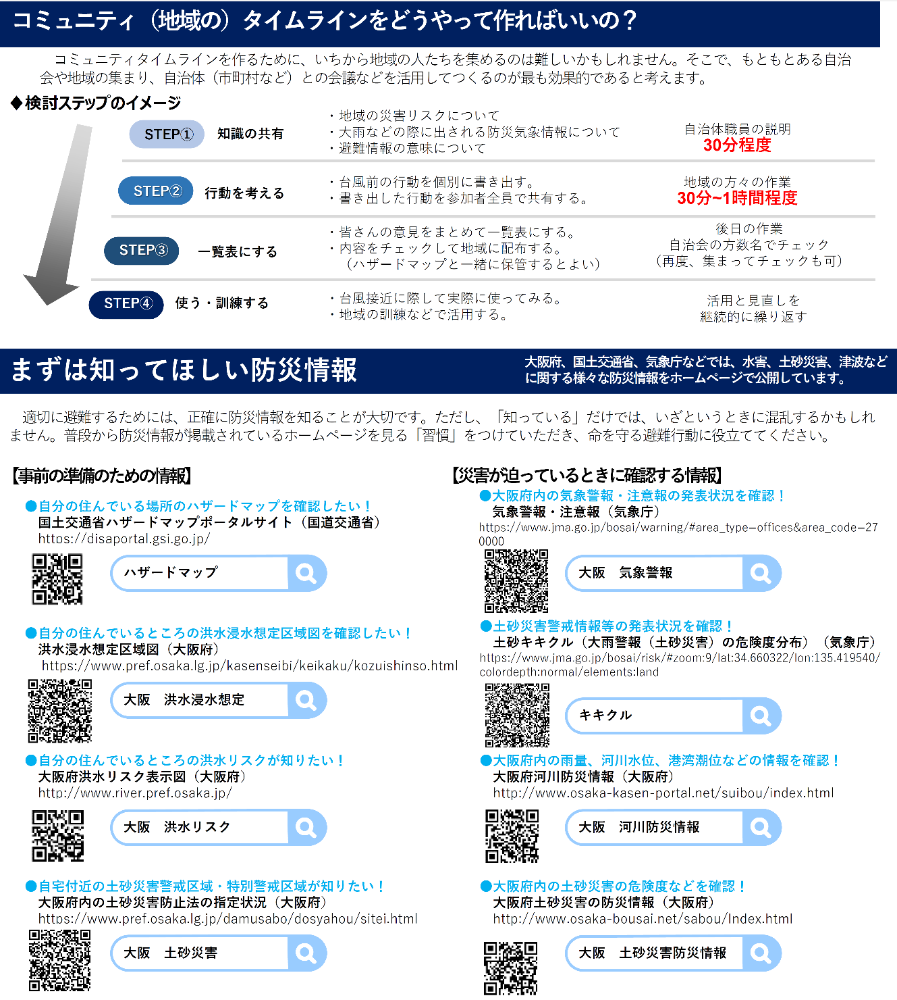 コミュニティ（地域の）タイムラインをどうやって作ればいいの？
コミュニティタイムラインを作るために、いちから地域の人たちを集めるのは難しいかもしれません。そこで、もともとある自治
会や地域の集まり、自治体（市町村など）との会議などを活用してつくるのが最も効果的であると考えます。
◆検討ステップのイメージ
STEP① 知識の共有
・地域の災害リスクについて
・大雨などの際に出される防災気象情報について
・避難情報の意味について
自治体職員の説明
30分程度
STEP② 行動を考える
・台風前の行動を個別に書き出す。
・書き出した行動を参加者全員で共有する。
地域の方々の作業
30分~1時間程度
STEP③ 一覧表にする
・皆さんの意見をまとめて一覧表にする。
・内容をチェックして地域に配布する。
（ハザードマップと一緒に保管するとよい）
後日の作業
自治会の方数名でチェック
（再度、集まってチェックも可）
STEP④ 使う・訓練する
・台風接近に際して実際に使ってみる。
・地域の訓練などで活用する。
活用と見直しを
継続的に繰り返す
まずは知ってほしい防災情報
大阪府、国土交通省、気象庁などでは、水害、土砂災害、津波など
に関する様々な防災情報をホームページで公開しています。
適切に避難するためには、正確に防災情報を知ることが大切です。ただし、「知っている」だけでは、いざというときに混乱するかもしれ
ません。普段から防災情報が掲載されているホームページを見る「習慣」をつけていただき、命を守る避難行動に役立ててください。
【事前の準備のための情報】
●自分の住んでいる場所のハザードマップを確認したい！
国土交通省ハザードマップポータルサイト（国道交通省）
https://disaportal.gsi.go.jp/
ハザードマップ
●自分の住んでいるところの洪水浸水想定区域図を確認したい！
洪水浸水想定区域図（大阪府）
https://www.pref.osaka.lg.jp/kasenseibi/keikaku/kozuishinso.html
大阪　洪水浸水想定
●自分の住んでいるところの洪水リスクが知りたい！
大阪府洪水リスク表示図（大阪府）
http://www.river.pref.osaka.jp/
大阪　洪水リスク
●自宅付近の土砂災害警戒区域・特別警戒区域が知りたい！
大阪府内の土砂災害防止法の指定状況（大阪府）
https://www.pref.osaka.lg.jp/damusabo/dosyahou/sitei.html
大阪　土砂災害
【災害が迫っているときに確認する情報】
●大阪府内の気象警報・注意報の発表状況を確認！
気象警報・注意報（気象庁）
https://www.jma.go.jp/bosai/warning/#area_type=offices&area_code=27
0000
大阪　気象警報
●土砂災害警戒情報等の発表状況を確認！
土砂キキクル（大雨警報（土砂災害）の危険度分布）（気象庁）
https://www.jma.go.jp/bosai/risk/#zoom:9/lat:34.660322/lon:135.419540/
colordepth:normal/elements:land
キキクル
●大阪府内の雨量、河川水位、港湾潮位などの情報を確認！
大阪府河川防災情報（大阪府）
http://www.osaka-kasen-portal.net/suibou/index.html
大阪　河川防災情報
●大阪府内の土砂災害の危険度などを確認！
大阪府土砂災害の防災情報（大阪府）
http://www.osaka-bousai.net/sabou/Index.html
大阪　土砂災害防災情報